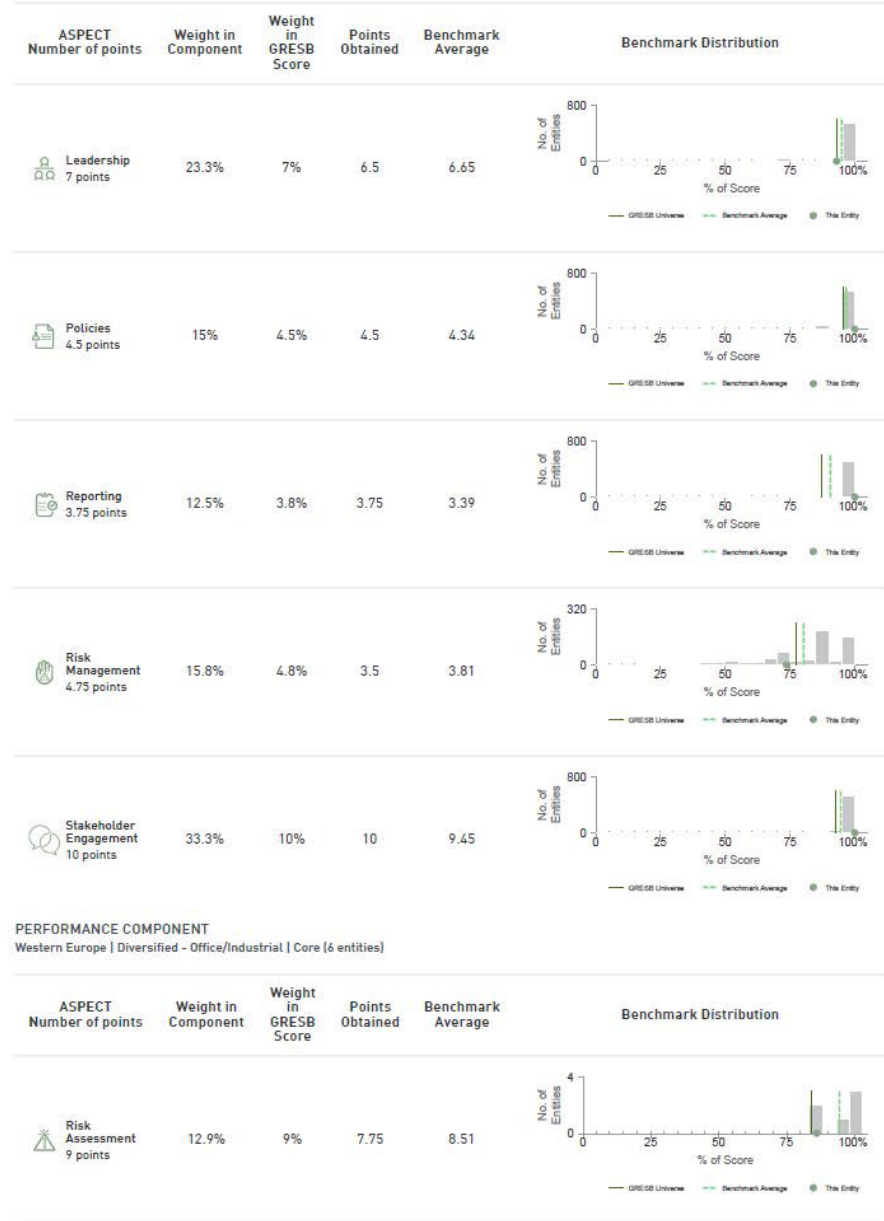 ASPECT
Number of points
Weight in
Component
Weight
in
GRESB
Score
Points
Obtained
Benchmark
Average
Benchmark Distribution
Leadership
7 points
23.3%
7%
6.5
6.65
No. of
Entities
800
0
0 25 50 75 100%
% of Score
GRESB Universe Benchmark Average This Entity
Policies
4.5 points
15%
4.5%
4.5
4.34
No. of
Entities
800
0
0 25 50 75 100%
% of Score
GRESB Universe Benchmark Average This Entity
Reporting
3.75 points
12.5%
3.8%
3.75
3.39
No. of
Entities
800
0
0 25 50 75 100%
% of Score
GRESB Universe Benchmark Average This Entity
Risk
Management
4.75 points
15.8%
4.8%
3.5
3.81
No. of
Entities
320
0
0 25 50 75 100%
% of Score
GRESB Universe Benchmark Average This Entity
Stakeholder
Engagement
10 points
33.3%
10%
10
9.45
No. of
Entities
800
0
0 25 50 75 100%
% of Score
GRESB Universe Benchmark Average This Entity
PERFORMANCE COMPONENT
Western Europe | Diversified - Office/Industrial | Core (6 entities)
ASPECT
Number of points
Weight in
Component
Weight
in
GRESB
Score
Points
Obtained
Benchmark
Average
Benchmark Distribution
Risk
Assessment
9 points
12.9%
9%
7.75
8.51
No. of
Entities
4
0
0 25 50 75 100%
% of Score
GRESB Universe Benchmark Average This Entity